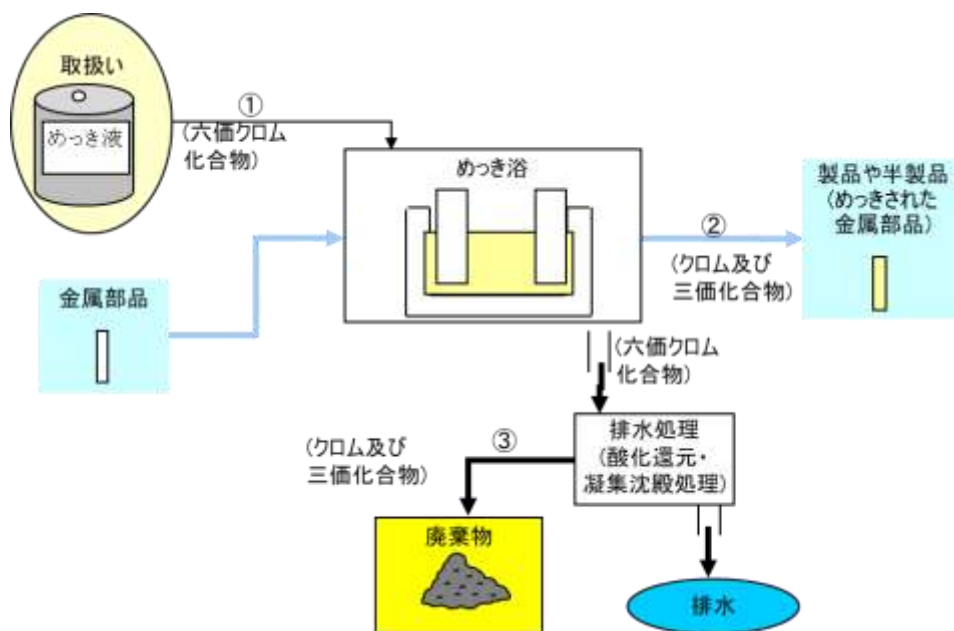 取扱い
めっき液
①
(六価クロム
化合物)
めっき浴
製品や半製品
(めっきされた
金属部品)
②
(クロム及び
三価化合物)
金属部品
(六価クロム
化合物)
排水処理
(酸化還元・
凝集沈殿処理)
③
(クロム及び
三価化合物)
廃棄物
排水